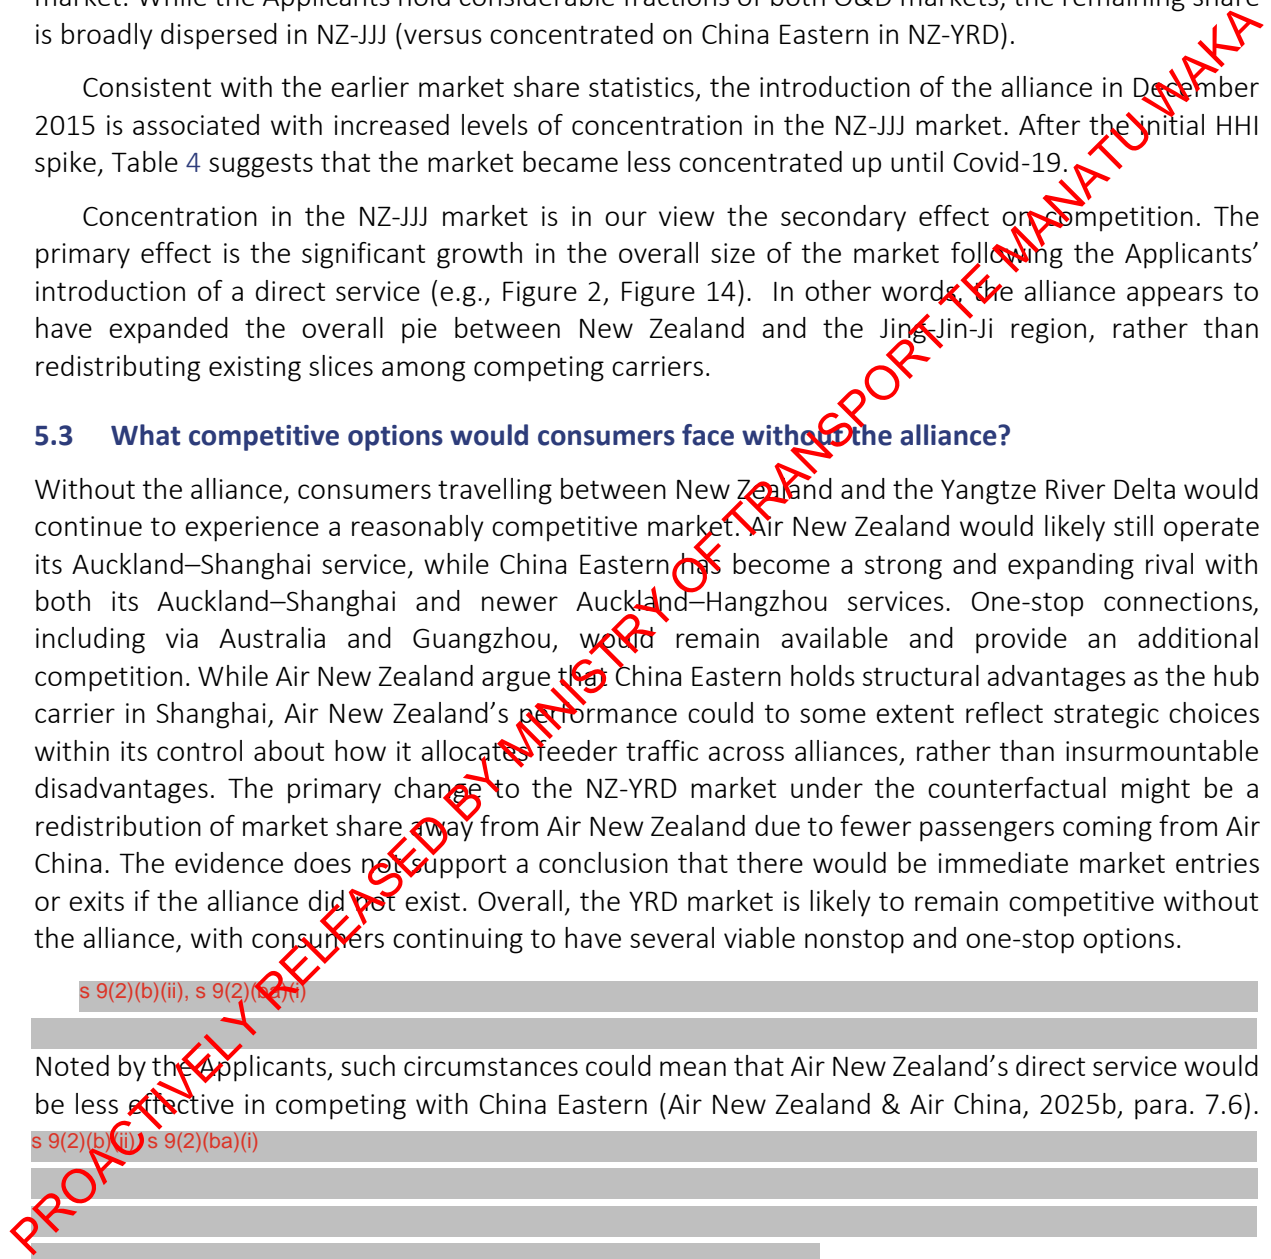 market. While the Applicants hold considerable fractions of both O&D markets, the remaining share
is broadly dispersed in NZ-JJJ (versus concentrated on China Eastern in NZ-YRD).
Consistent with the earlier market share statistics, the introduction of the alliance in December
2015 is associated with increased levels of concentration in the NZ-JJJ market. After the initial HHI
spike, Table 4 suggests that the market became less concentrated up until Covid-19.
Concentration in the NZ-JJJ market is in our view the secondary effect on competition. The
primary effect is the significant growth in the overall size of the market following the Applicants’
introduction of a direct service (e.g., Figure 2, Figure 14). In other words, the alliance appears to
have expanded the overall pie between New Zealand and the Jing-Jin-Ji region, rather than
redistributing existing slices among competing carriers.
5.3 What competitive options would consumers face without the alliance?
Without the alliance, consumers travelling between New Zealand and the Yangtze River Delta would
continue to experience a reasonably competitive market. Air New Zealand would likely still operate
its Auckland–Shanghai service, while China Eastern has become a strong and expanding rival with
both its Auckland–Shanghai and newer Auckland–Hangzhou services. One-stop connections,
including via Australia and Guangzhou, would remain available and provide an additional
competition. While Air New Zealand argue that China Eastern holds structural advantages as the hub
carrier in Shanghai, Air New Zealand’s performance could to some extent reflect strategic choices
within its control about how it allocates feeder traffic across alliances, rather than insurmountable
disadvantages. The primary change to the NZ-YRD market under the counterfactual might be a
redistribution of market share away from Air New Zealand due to fewer passengers coming from Air
China. The evidence does not support a conclusion that there would be immediate market entries
or exits if the alliance did not exist. Overall, the YRD market is likely to remain competitive without
the alliance, with consumers continuing to have several viable nonstop and one-stop options.
s 9(2)(b)(ii), s 9(2)(ba)(i)
Noted by the Applicants, such circumstances could mean that Air New Zealand’s direct service would
be less effective in competing with China Eastern (Air New Zealand & Air China, 2025b, para. 7.6).
s 9(2)(b)(ii), s 9(2)(ba)(i)
PROACTIVELY RELEASED BY MINISTRY OF TRANSPORT TE MANATU WAKA